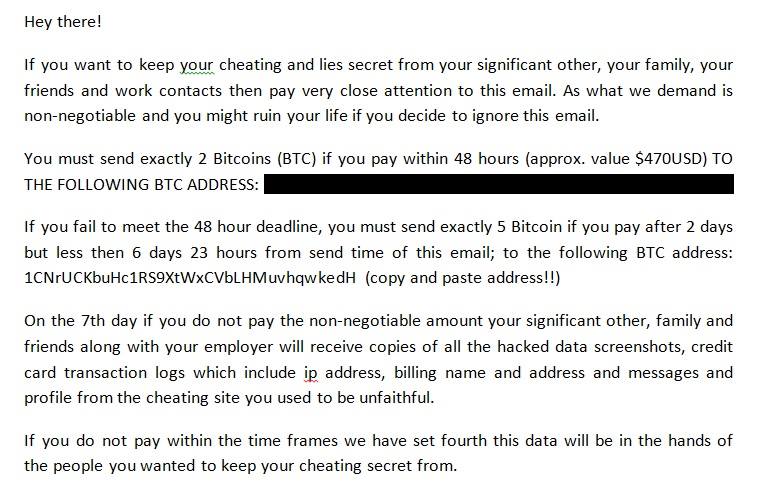 Hey there!
If you want to keep your cheating and lies secret from your significant other, your family, your
friends and work contacts then pay very close attention to this email. As what we demand is
non-negotiable and you might ruin your life if you decide to ignore this email.
You must send exactly 2 Bitcoins (BTC) if you pay within 48 hours (approx. value $470USD) TO
THE FOLLOWING BTC ADDRESS:
If you fail to meet the 48 hour deadline, you must send exactly 5 Bitcoin if you pay after 2 days
but less then 6 days 23 hours from send time of this email; to the following BTC address:
1CNrUCKbuHc1RS9XtWxCVbLHMuvhqwkedH (copy and paste address!!)
On the 7th day if you do not pay the non-negotiable amount your significant other, family and
friends along with your employer will receive copies of all the hacked data screenshots, credit
card transaction logs which include ip address, billing name and address and messages and
profile from the cheating site you used to be unfaithful.
If you do not pay within the time frames we have set fourth this data will be in the hands of
the people you wanted to keep your cheating secret from.